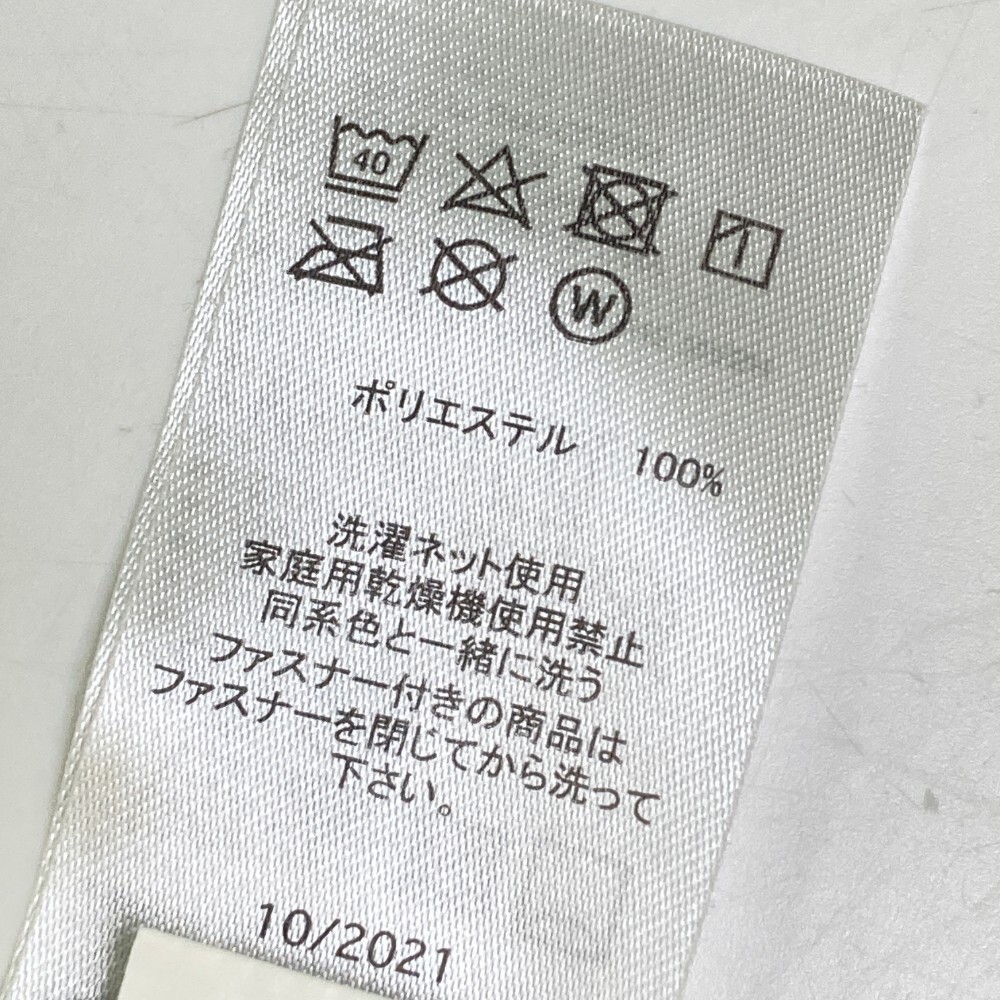 40
W
ポリエステル 100%
洗濯ネット使用
家庭用乾燥機使用禁止
同系色と一緒に洗う
ファスナー付きの商品は
ファスナーを閉じてから洗って
下さい。
10/2021